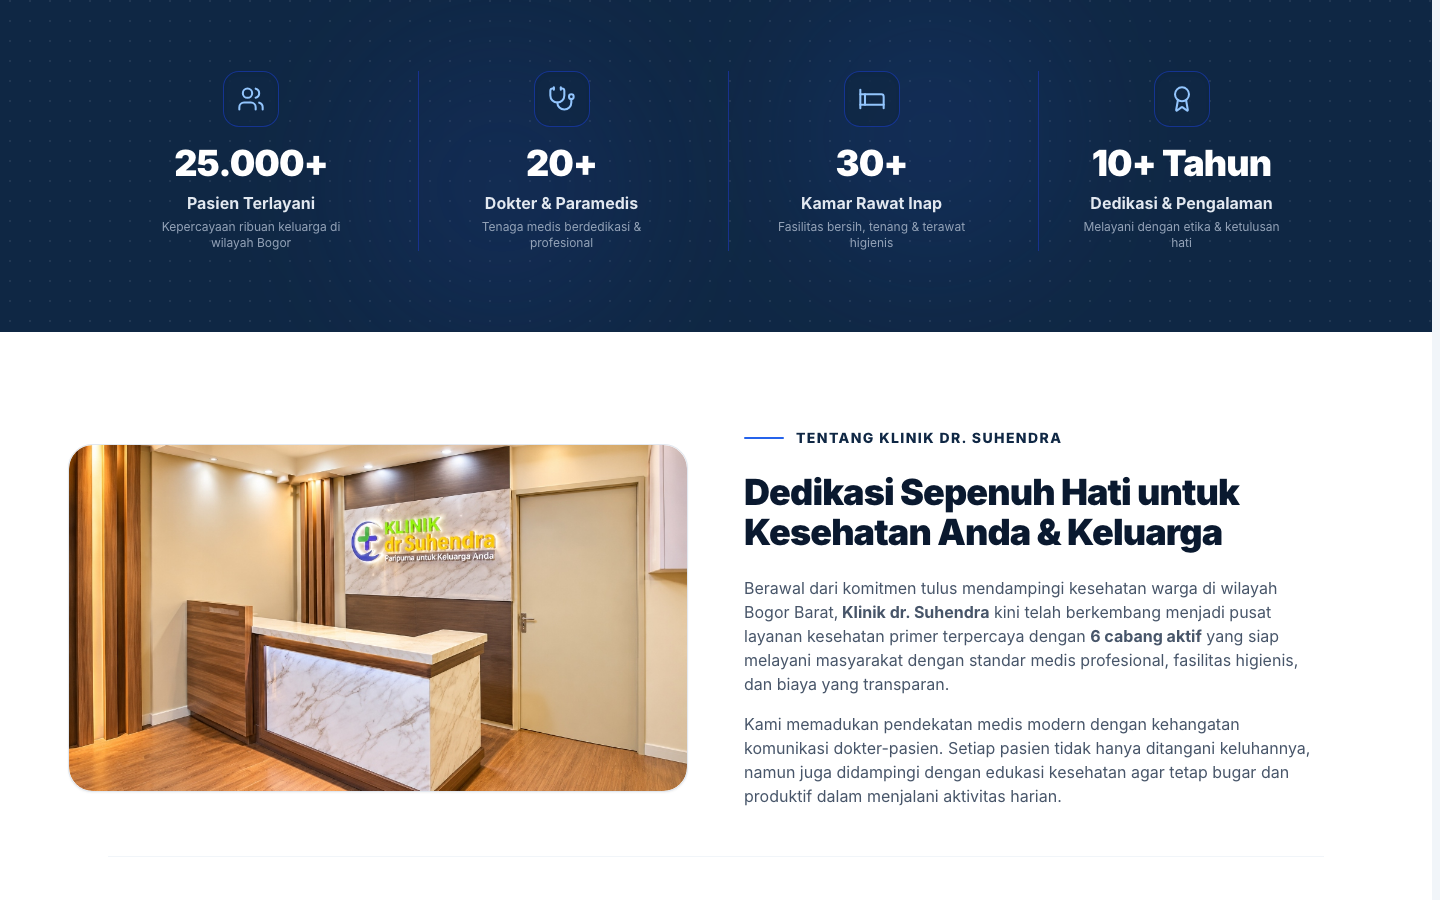 25.000+
Pasien Terlayani
Kepercayaan ribuan keluarga di
wilayah Bogor
20+
Dokter & Paramedis
Tenaga medis berdedikasi &
profesional
30+
Kamar Rawat Inap
Fasilitas bersih, tenang & terawat
higienis
10+ Tahun
Dedikasi & Pengalaman
Melayani dengan etika & ketulusan
hati
KLINIK
dr Suhendra
Paripurna untuk Keluarga Anda
TENTANG KLINIK DR. SUHENDRA
Dedikasi Sepenuh Hati untuk
Kesehatan Anda & Keluarga
Berawal dari komitmen tulus mendampingi kesehatan warga di wilayah
Bogor Barat, Klinik dr. Suhendra kini telah berkembang menjadi pusat
layanan kesehatan primer terpercaya dengan 6 cabang aktif yang siap
melayani masyarakat dengan standar medis profesional, fasilitas higienis,
dan biaya yang transparan.
Kami memadukan pendekatan medis modern dengan kehangatan
komunikasi dokter-pasien. Setiap pasien tidak hanya ditangani keluhannya,
namun juga didampingi dengan edukasi kesehatan agar tetap bugar dan
produktif dalam menjalani aktivitas harian.